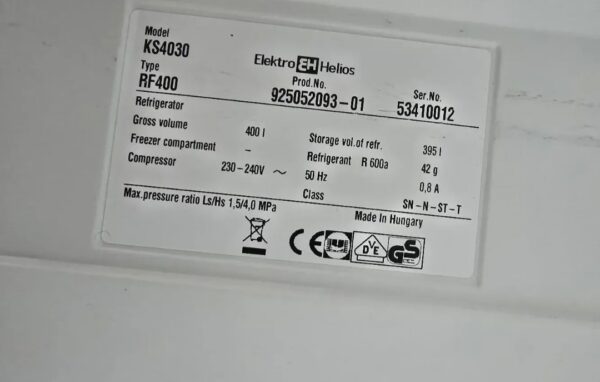 Model
KS4030
Elektro EH Helios
Type
RF400
Prod.No.
925052093-01
Ser.No.
53410012
Refrigerator
Gross volume 400 l Storage vol. of refr. 395 l
Freezer compartment – Refrigerant R 600a 42 g
Compressor 230-240V ~ 50 Hz 0,8 A
Class SN-N-ST-T
Max.pressure ratio Ls/Hs 1,5/4,0 MPa Made In Hungary
CE DVE GS